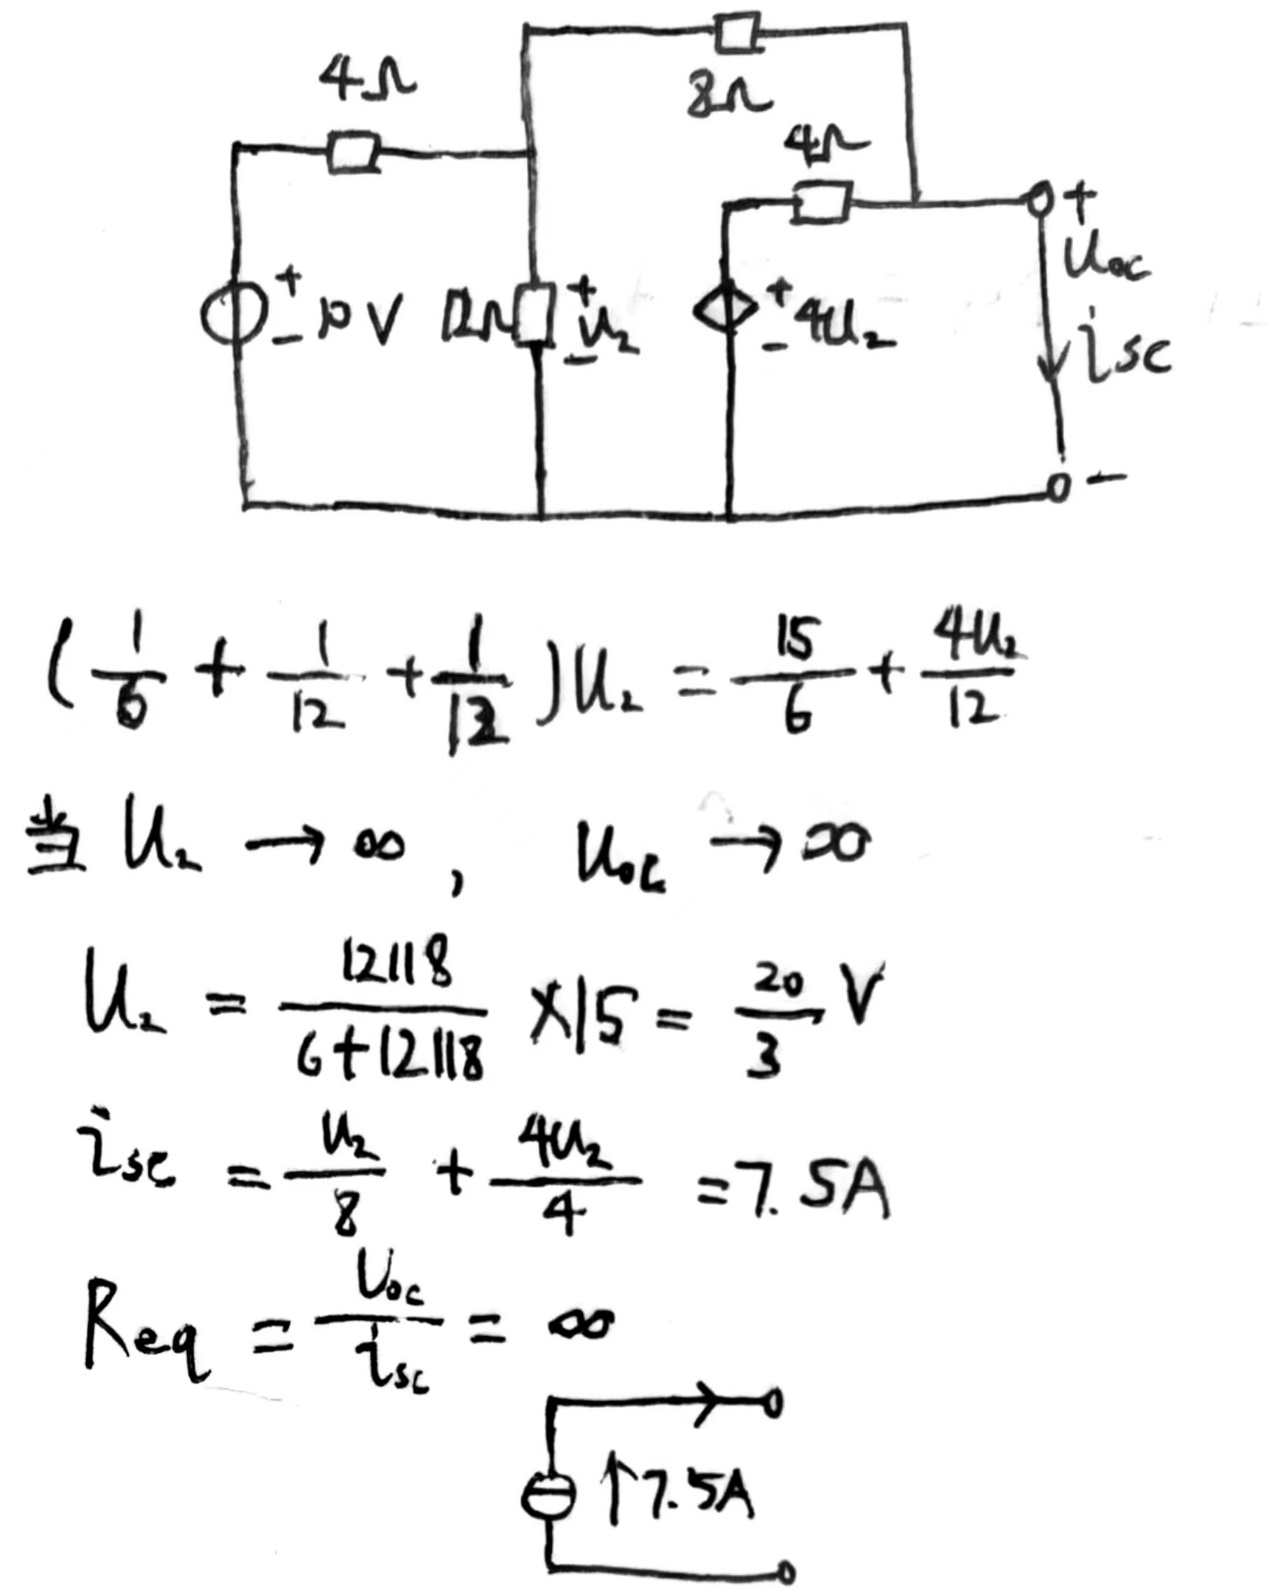 4Ω
8Ω
4Ω
+
10V
-
12Ω
+
U₂
-
+
4U₂
-
+
Uoc
isc
-
(1/6 + 1/12 + 1/12)U₂ = 15/6 + 4U₂/12
当 U₂ → ∞, Uoc → ∞
U₂ = 12||8/6+12||8 ×15 = 20/3 V
isc = U₂/8 + 4U₂/4 = 7.5A
Req = Uoc/isc = ∞
↑7.5A